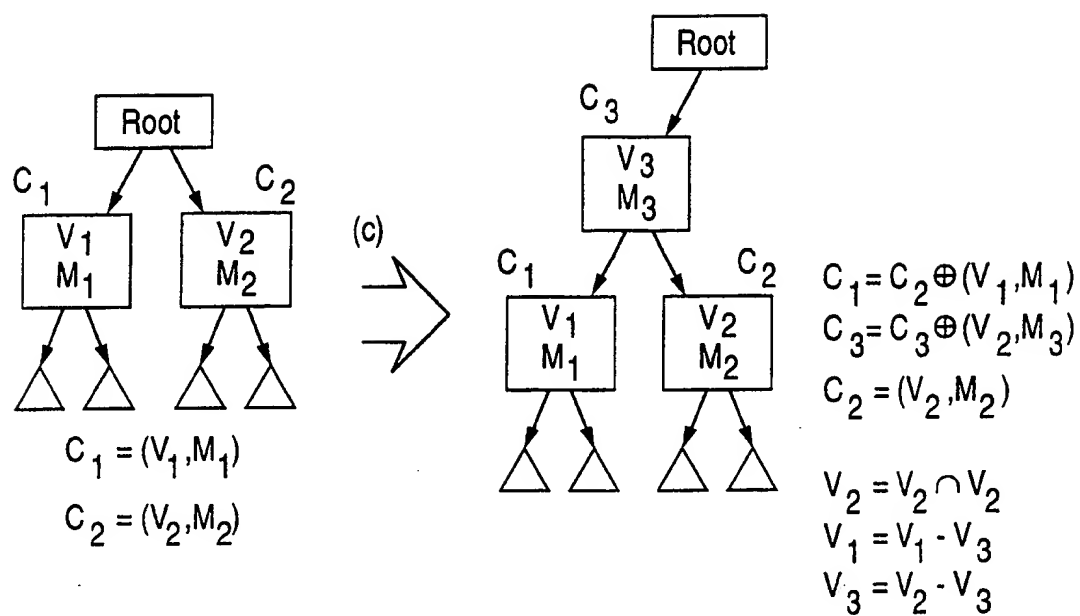 Root
C1 C2
V1
M1
V2
M2
C1 = (V1,M1)
C2 = (V2,M2)
(c)
Root
C3
V3
M3
C1 C2
V1
M1
V2
M2
C1 = C2 ⊕ (V1,M1)
C3 = C3 ⊕ (V2,M3)
C2 = (V2,M2)
V2 = V2 ∩ V2
V1 = V1 - V3
V3 = V2 - V3